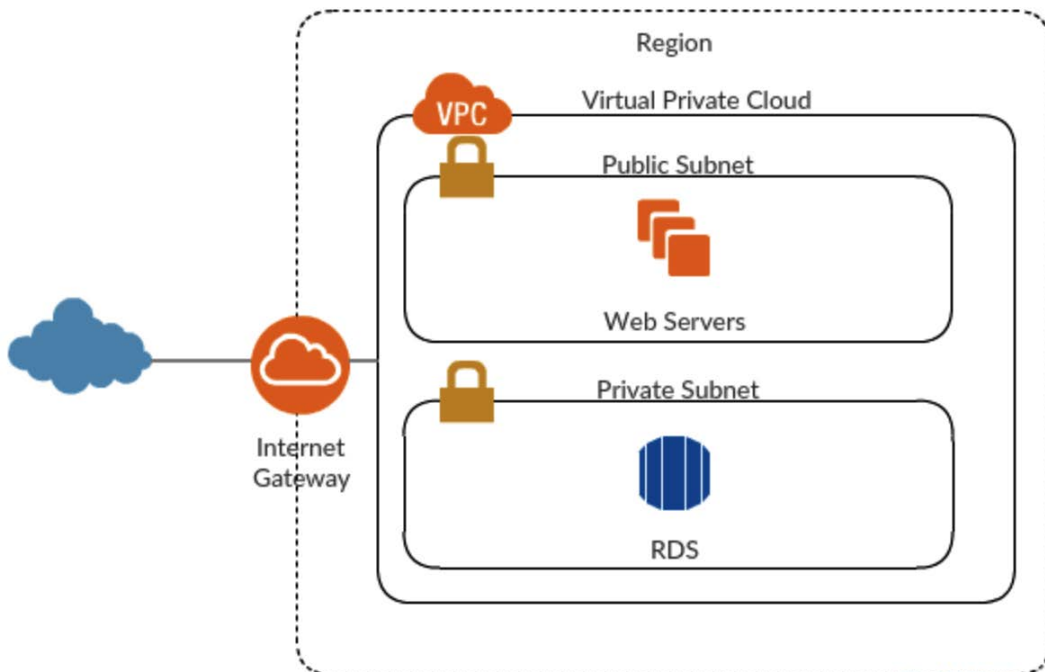 Region
Virtual Private Cloud
VPC
Public Subnet
Web Servers
Private Subnet
Internet
Gateway
RDS